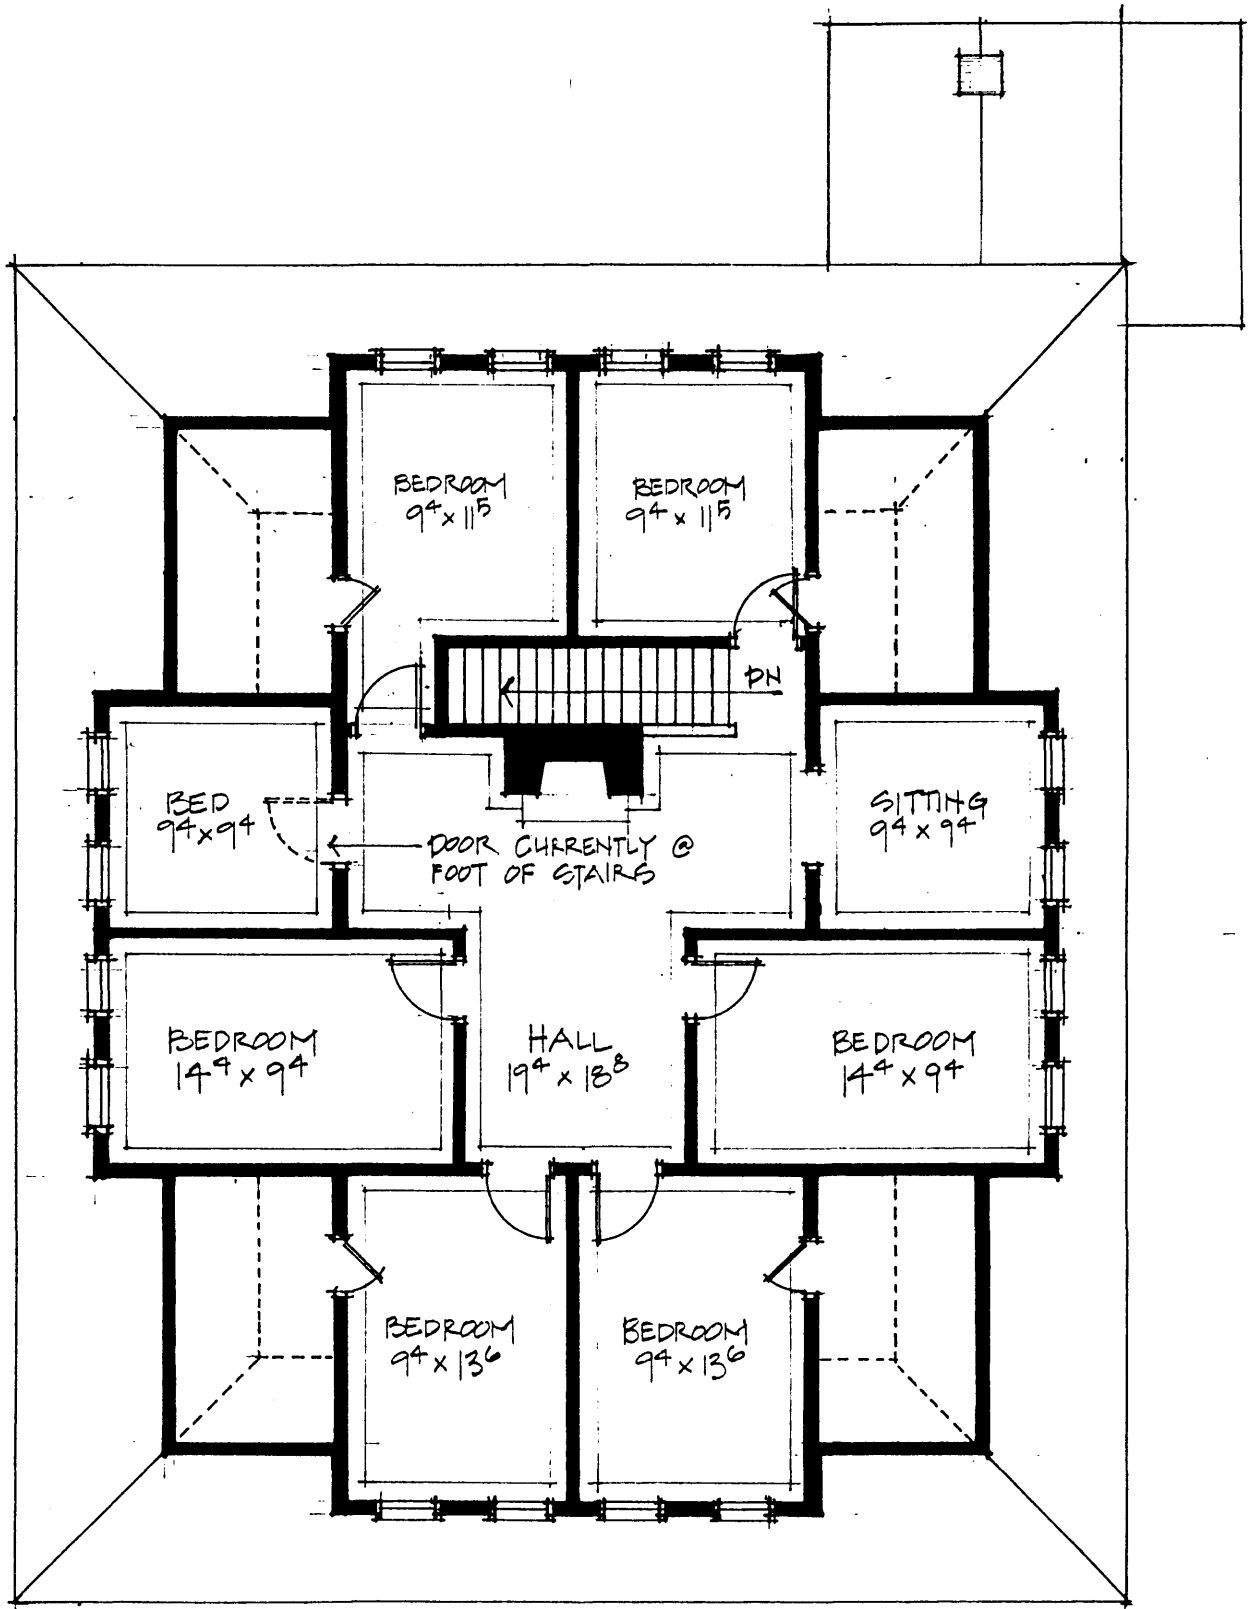 BEDROOM
9⁴ x 11⁵
BEDROOM
9⁴ x 11⁵
DN
BED
9⁴ x 9⁴
DOOR CURRENTLY @
FOOT OF STAIRS
SITTING
9⁴ x 9⁴
BEDROOM
14⁴ x 9⁴
HALL
19⁴ x 18⁸
BEDROOM
14⁴ x 9⁴
BEDROOM
9⁴ x 13⁶
BEDROOM
9⁴ x 13⁶